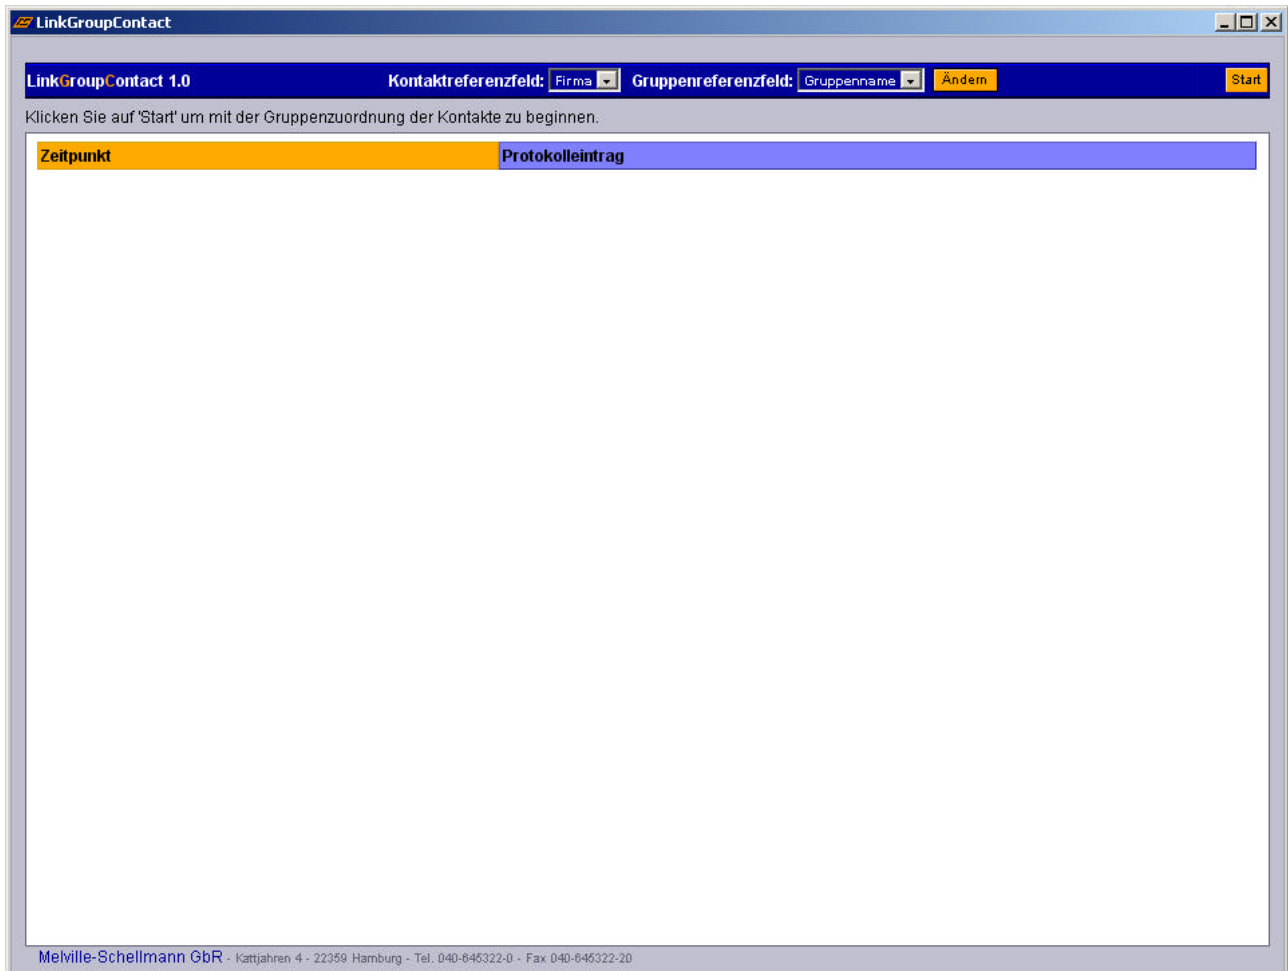 LinkGroupContact
LinkGroupContact 1.0 Kontaktreferenzfeld: Firma Gruppenreferenzfeld: Gruppenname Ändern Start
Klicken Sie auf 'Start' um mit der Gruppenzuordnung der Kontakte zu beginnen.
Zeitpunkt Protokolleintrag
Melville-Schellmann GbR - Kattjahren 4 - 22359 Hamburg - Tel. 040-645322-0 - Fax 040-645322-20